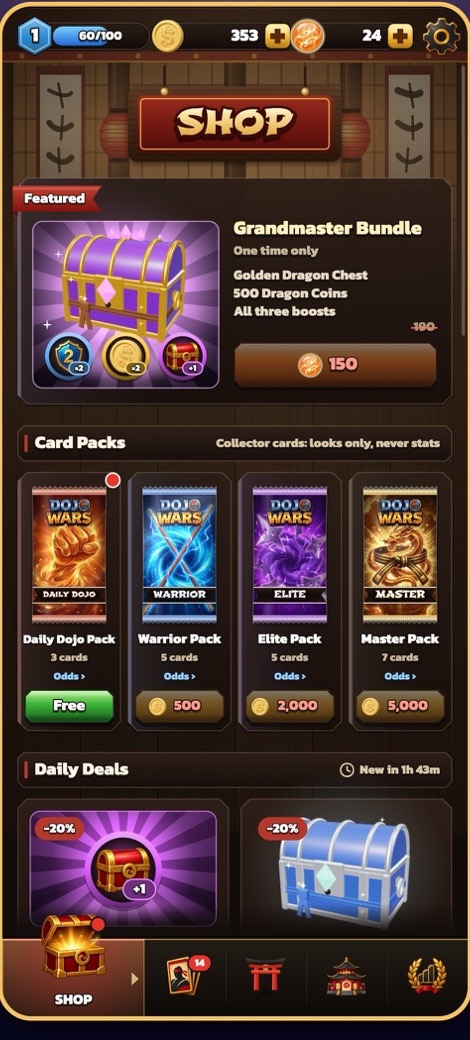 1
60/100
353
24
SHOP
Featured
Grandmaster Bundle
One time only
Golden Dragon Chest
500 Dragon Coins
All three boosts
190
150
2
×2
×2
+1
Card Packs
Collector cards: looks only, never stats
DOJO WARS
DAILY DOJO
Daily Dojo Pack
3 cards
Odds ›
Free
DOJO WARS
WARRIOR
Warrior Pack
5 cards
Odds ›
500
DOJO WARS
ELITE
Elite Pack
5 cards
Odds ›
2,000
DOJO WARS
MASTER
Master Pack
7 cards
Odds ›
5,000
Daily Deals
New in 1h 43m
-20%
+1
-20%
SHOP
14